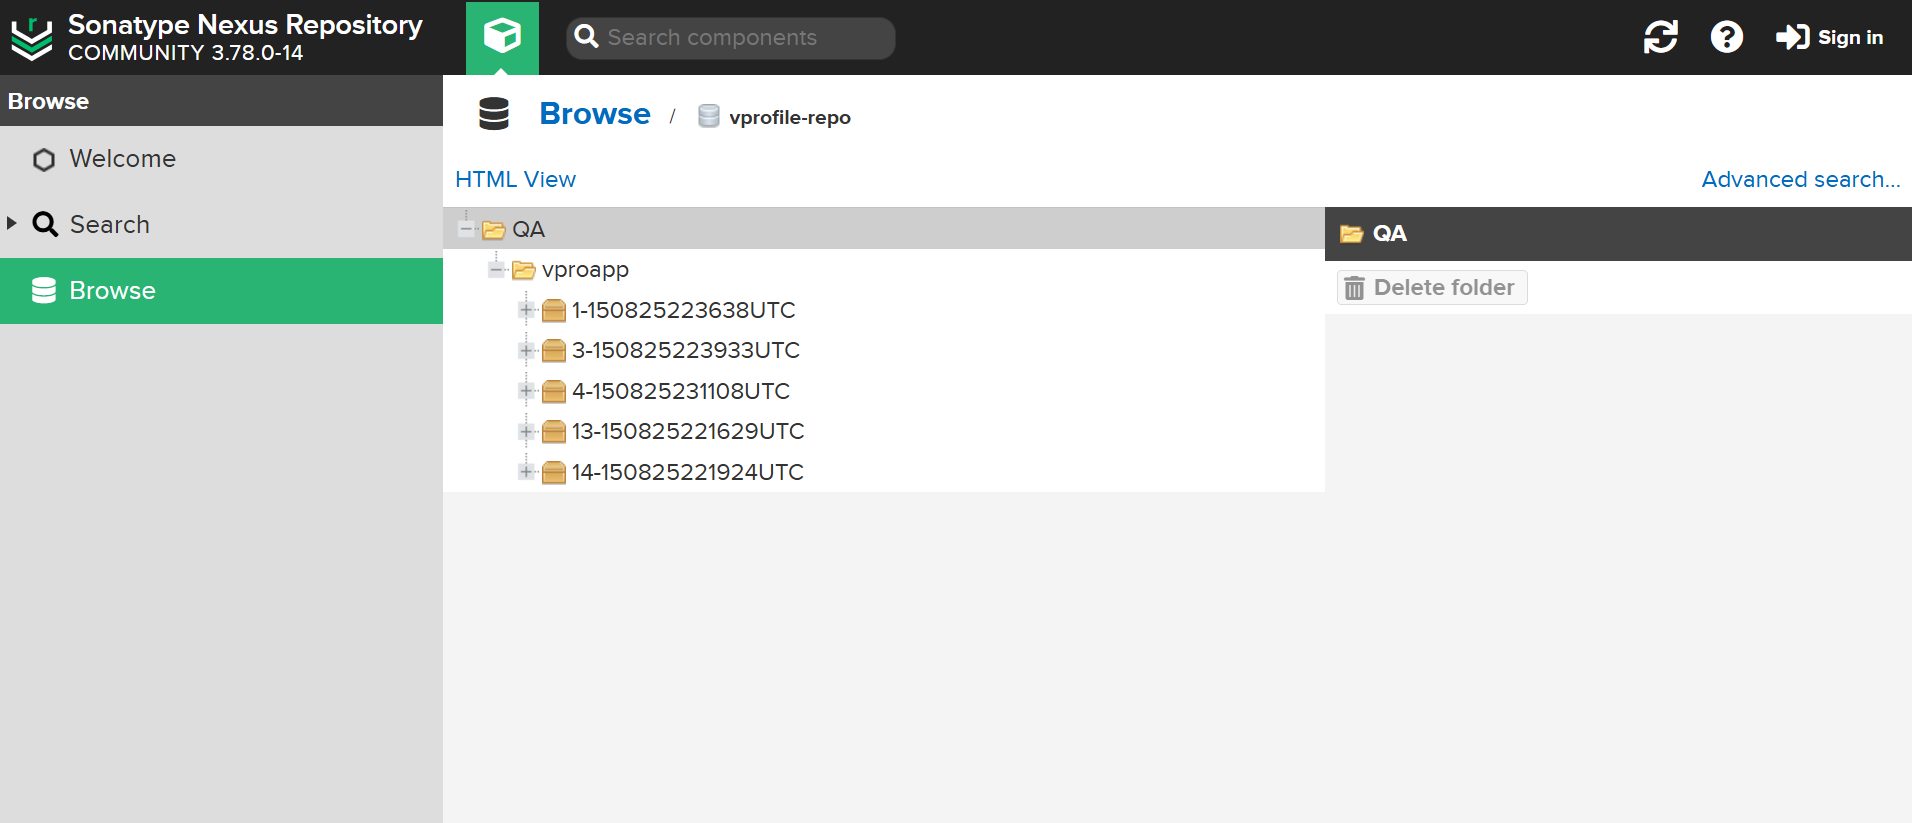 Sonatype Nexus Repository
COMMUNITY 3.78.0-14
Search components
Sign in
Browse
Welcome
Search
Browse
Browse / vprofile-repo
HTML View
Advanced search...
QA
vproapp
1-150825223638UTC
3-150825223933UTC
4-150825231108UTC
13-150825221629UTC
14-150825221924UTC
QA
Delete folder